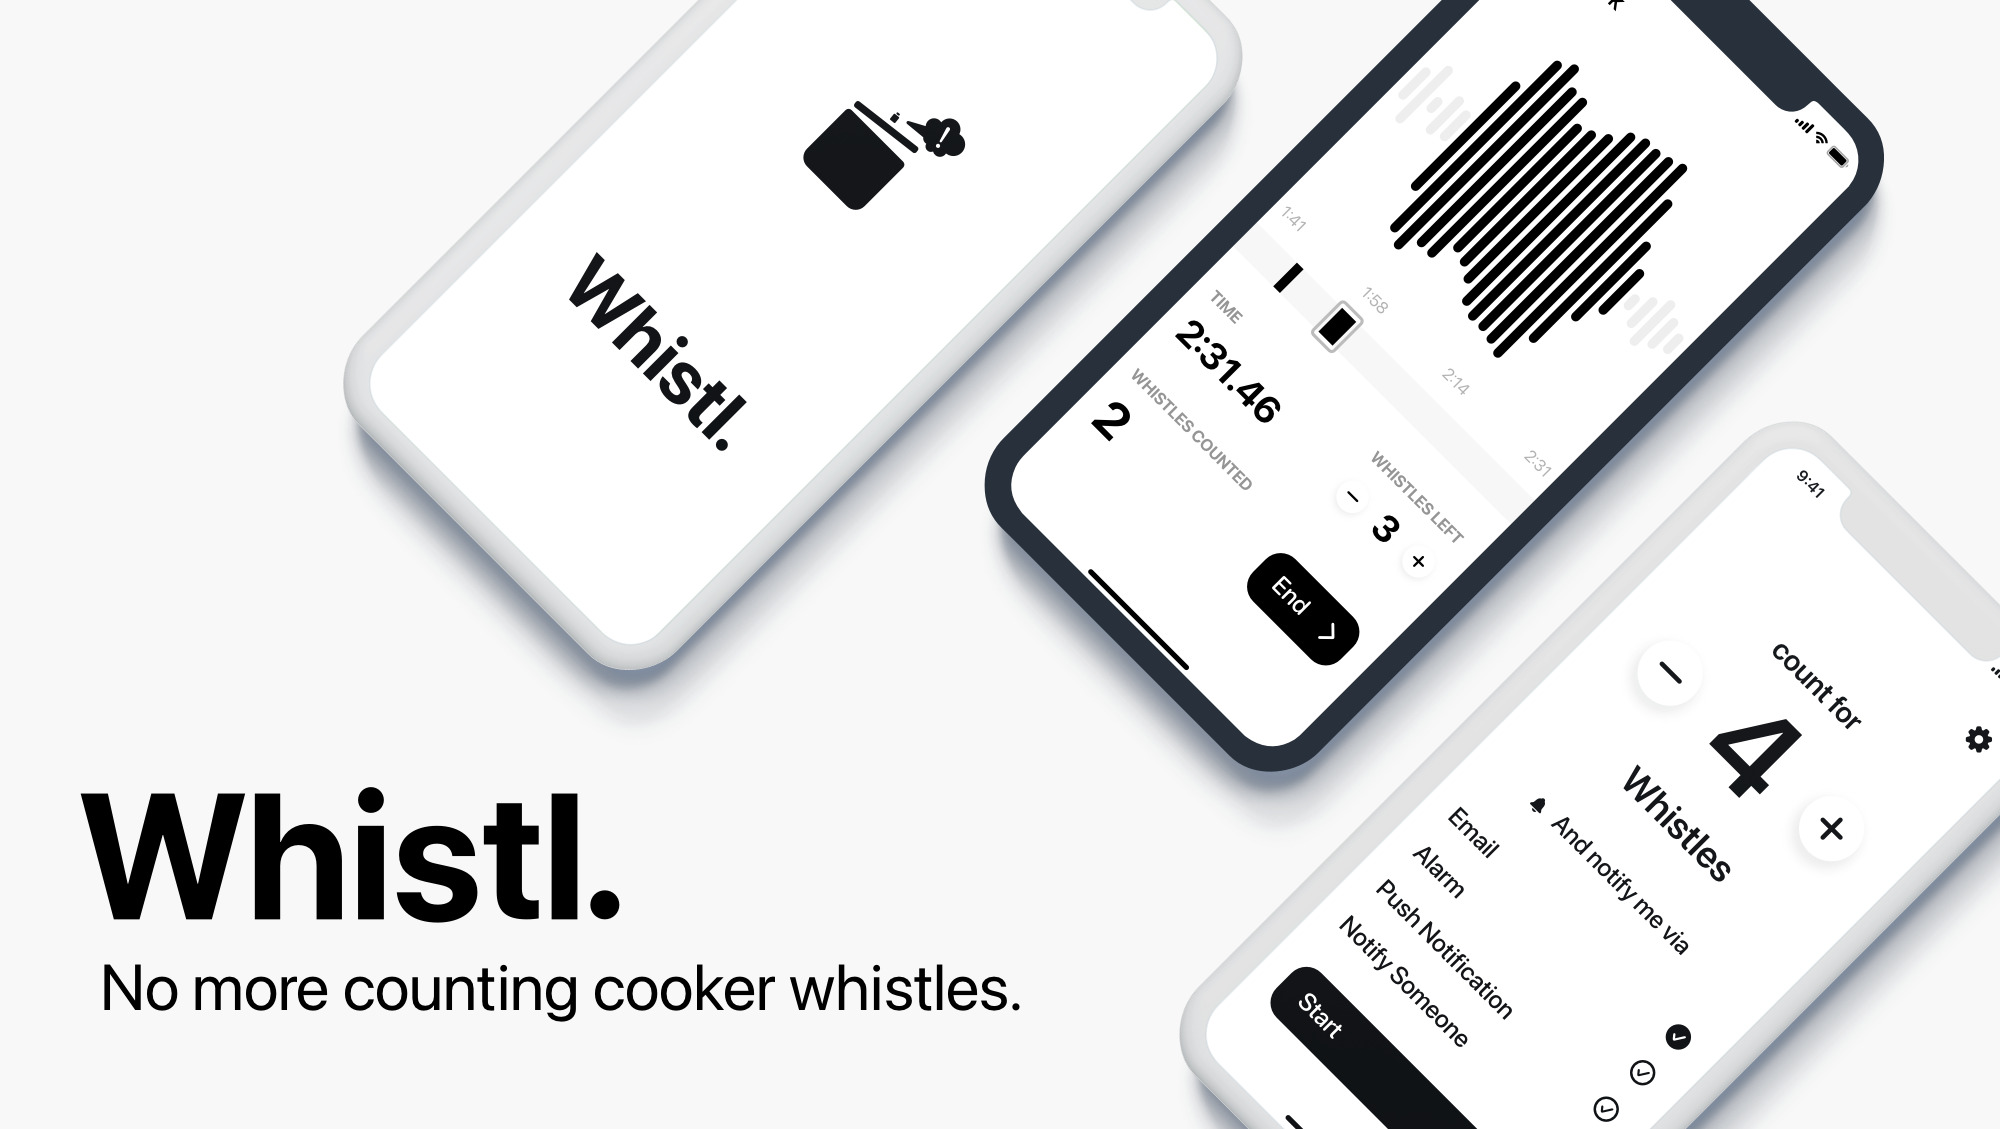 Whistl.
1:41
1:58
2:14
2:31
TIME
2:31.46
WHISTLES COUNTED
2
WHISTLES LEFT
3
End
9:41
count for
4
Whistles
And notify me via
Email
Alarm
Push Notification
Notify Someone
Start
Whistl.
No more counting cooker whistles.